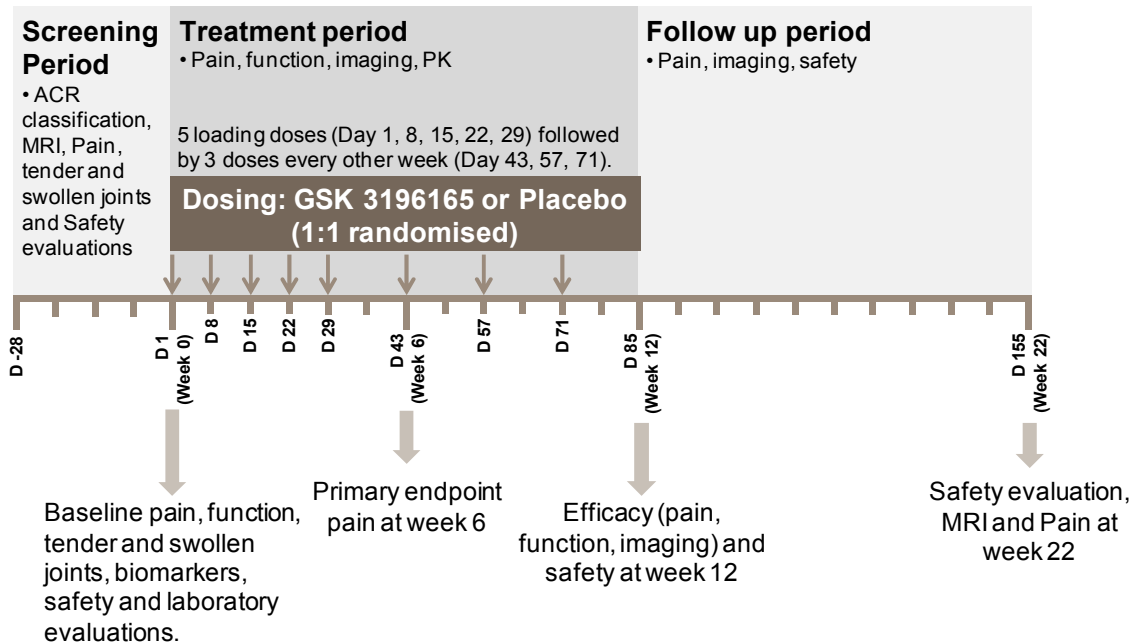 Screening
Period
• ACR
classification,
MRI, Pain,
tender and
swollen joints
and Safety
evaluations
Treatment period
• Pain, function, imaging, PK
5 loading doses (Day 1, 8, 15, 22, 29) followed
by 3 doses every other week (Day 43, 57, 71).
Dosing: GSK 3196165 or Placebo
(1:1 randomised)
Follow up period
• Pain, imaging, safety
D -28
D 1
(Week 0)
D 8
D 15
D 22
D 29
D 43
(Week 6)
D 57
D 71
D 85
(Week 12)
D 155
(Week 22)
Baseline pain, function,
tender and swollen
joints, biomarkers,
safety and laboratory
evaluations.
Primary endpoint
pain at week 6
Efficacy (pain,
function, imaging) and
safety at week 12
Safety evaluation,
MRI and Pain at
week 22